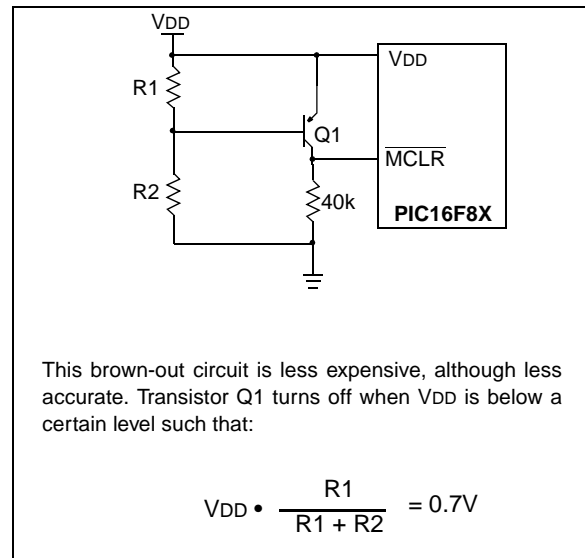 VDD
VDD
R1
Q1
MCLR
R2
40k
PIC16F8X
This brown-out circuit is less expensive, although less
accurate. Transistor Q1 turns off when VDD is below a
certain level such that:
VDD • R1 / R1 + R2 = 0.7V